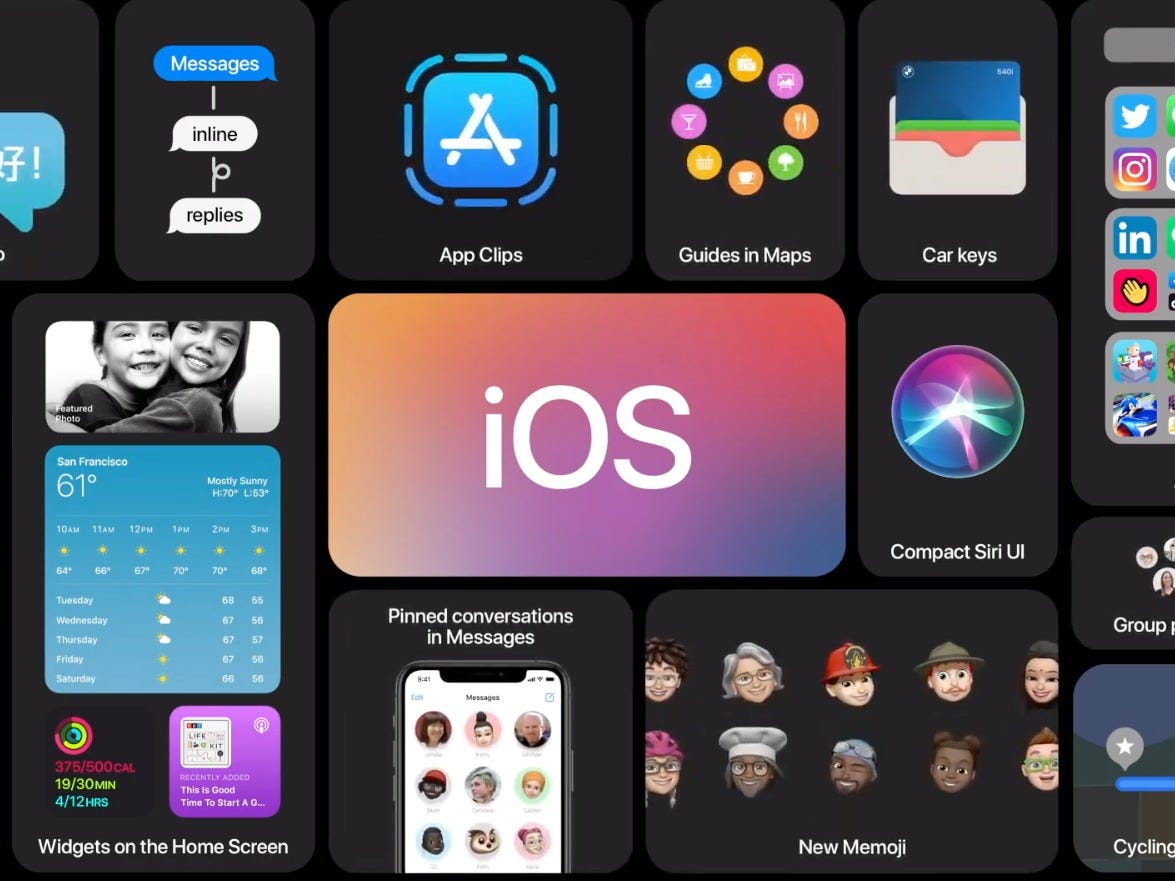 好!
Messages
inline
replies
App Clips
Guides in Maps
540i
Car keys
in
Featured
Photo
San Francisco
61°
Mostly Sunny
H:70° L:53°
10AM 11AM 12PM 1PM 2PM 3PM
64° 66° 67° 70° 70° 68°
Tuesday 68 55
Wednesday 67 56
Thursday 67 57
Friday 67 56
Saturday 66 56
375/500CAL
19/30MIN
4/12HRS
LIFE
KIT
RECENTLY ADDED
This Is Good
Time To Start A G...
Widgets on the Home Screen
iOS
Compact Siri UI
Pinned conversations
in Messages
9:41
Edit Messages
New Memoji
Group p
Cycling